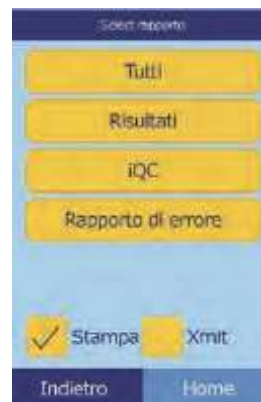 Select rapporto
Tutti
Risultati
iQC
Rapporto di errore
Stampa Xmit
Indietro Home